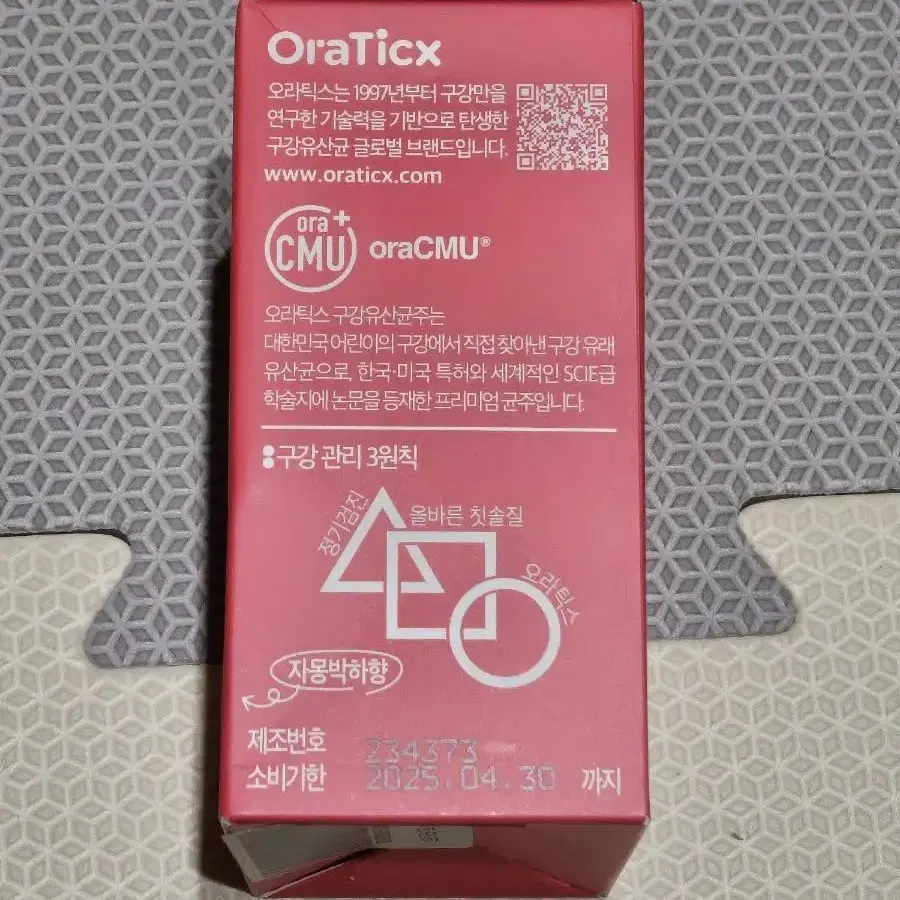 OraTicx
오라틱스는 1997년부터 구강만을
연구한 기술력을 기반으로 탄생한
구강유산균 글로벌 브랜드입니다.
www.oraticx.com
ora+
CMU
oraCMU®
오라틱스 구강유산균주는
대한민국 어린이의 구강에서 직접 찾아낸 구강 유래
유산균으로, 한국·미국 특허와 세계적인 SCIE급
학술지에 논문을 등재한 프리미엄 균주입니다.
구강 관리 3원칙
정기검진
올바른 칫솔질
오라틱스
자몽박하향
제조번호 234373
소비기한 2025.04.30 까지